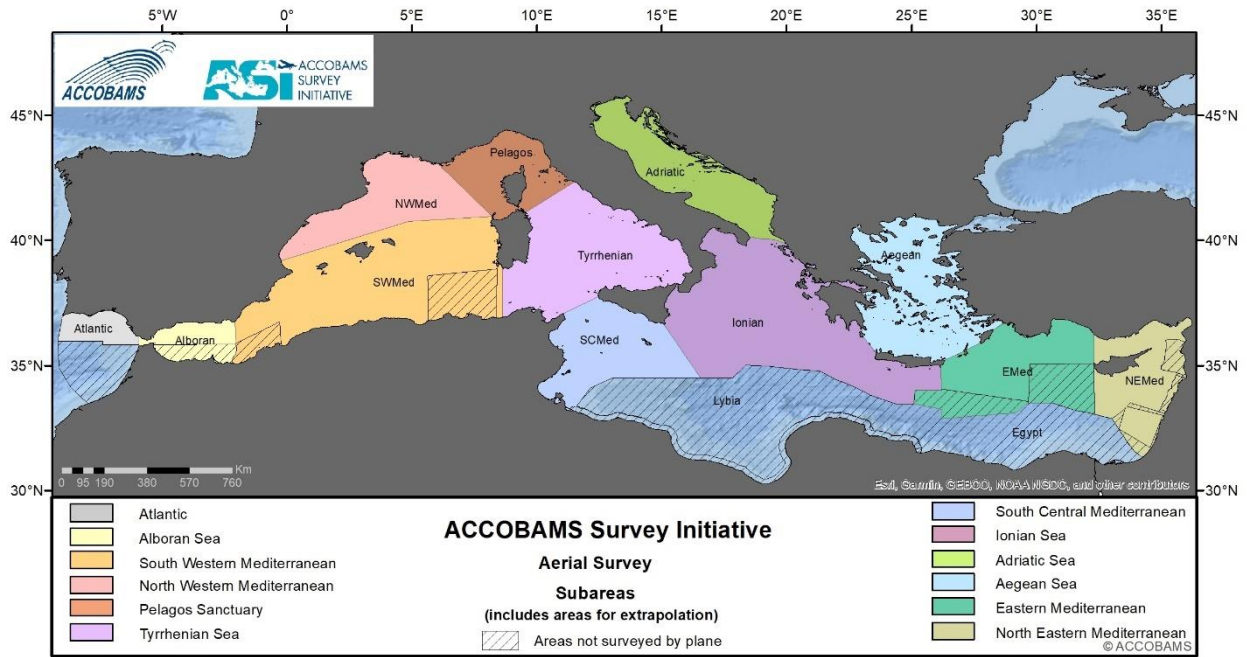 5°W 0° 5°E 10°E 15°E 20°E 25°E 30°E 35°E
ACCOBAMS
ASI ACCOBAMS
SURVEY
INITIATIVE
45°N 45°N
Pelagos
Adriatic
NWMed
40°N 40°N
Tyrrhenian
Aegean
SWMed
Atlantic
Alboran
Ionian
SCMed
35°N 35°N
EMed
NEMed
Lybia
Egypt
Km
0 95 190 380 570 760
Esri, Garmin, GEBCO, NOAA NGDC, and other contributors
30°N 30°N
Atlantic
Alboran Sea
South Western Mediterranean
North Western Mediterranean
Pelagos Sanctuary
Tyrrhenian Sea
ACCOBAMS Survey Initiative
Aerial Survey
Subareas
(includes areas for extrapolation)
Areas not surveyed by plane
South Central Mediterranean
Ionian Sea
Adriatic Sea
Aegean Sea
Eastern Mediterranean
North Eastern Mediterranean
© ACCOBAMS